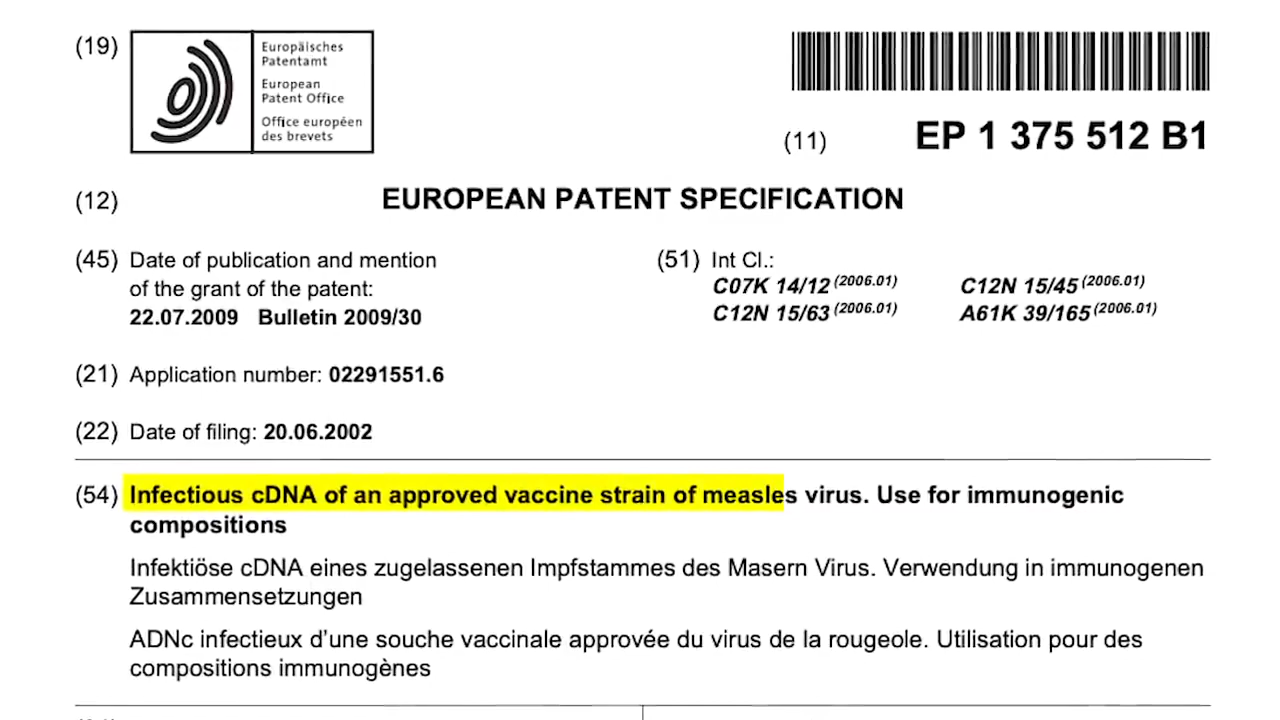 (19)
Europäisches
Patentamt
European
Patent Office
Office européen
des brevets
(11) EP 1 375 512 B1
(12) EUROPEAN PATENT SPECIFICATION
(45) Date of publication and mention
of the grant of the patent:
22.07.2009 Bulletin 2009/30
(51) Int Cl.:
C07K 14/12 (2006.01) C12N 15/45 (2006.01)
C12N 15/63 (2006.01) A61K 39/165 (2006.01)
(21) Application number: 02291551.6
(22) Date of filing: 20.06.2002
(54) Infectious cDNA of an approved vaccine strain of measles virus. Use for immunogenic
compositions
Infektiöse cDNA eines zugelassenen Impfstammes des Masern Virus. Verwendung in immunogenen
Zusammensetzungen
ADNc infectieux d’une souche vaccinale approvée du virus de la rougeole. Utilisation pour des
compositions immunogènes